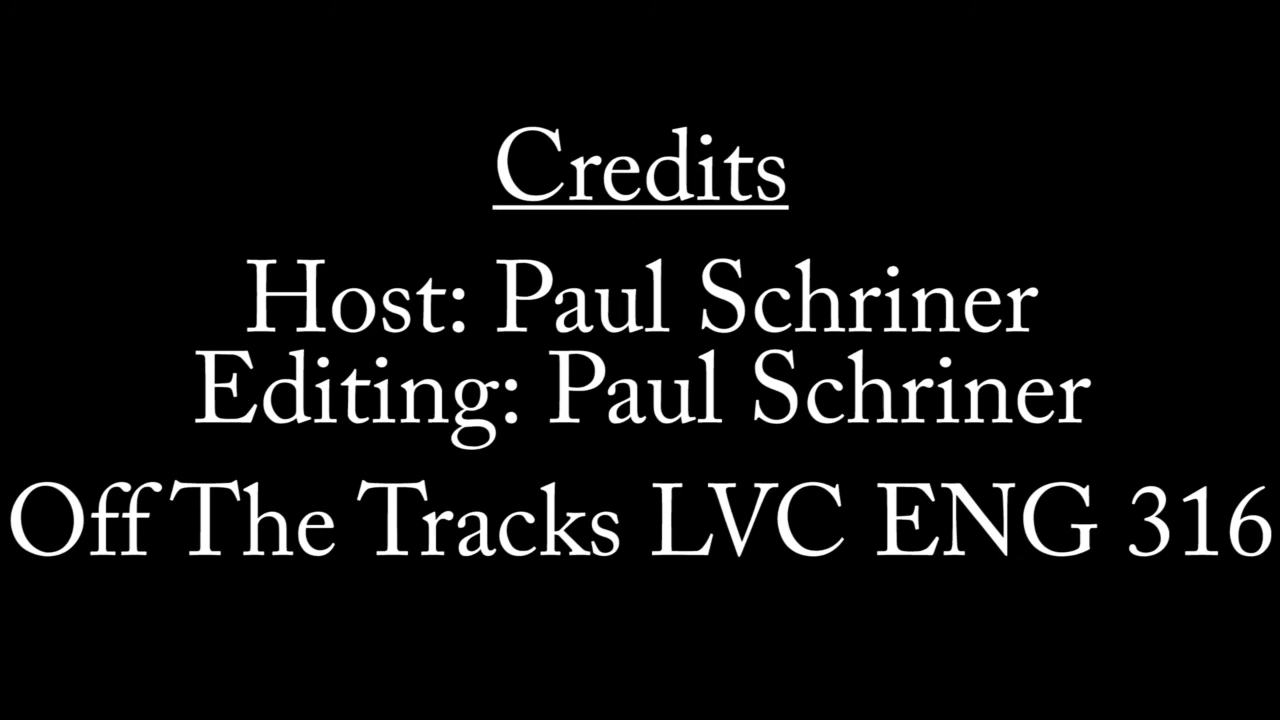 Credits
Host: Paul Schriner
Editing: Paul Schriner
Off The Tracks LVC ENG 316